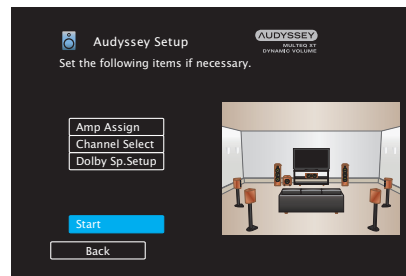 Audyssey Setup
AUDYSSEY
MULTEQ XT
DYNAMIC VOLUME
Set the following items if necessary.
Amp Assign
Channel Select
Dolby Sp.Setup
Start
Back